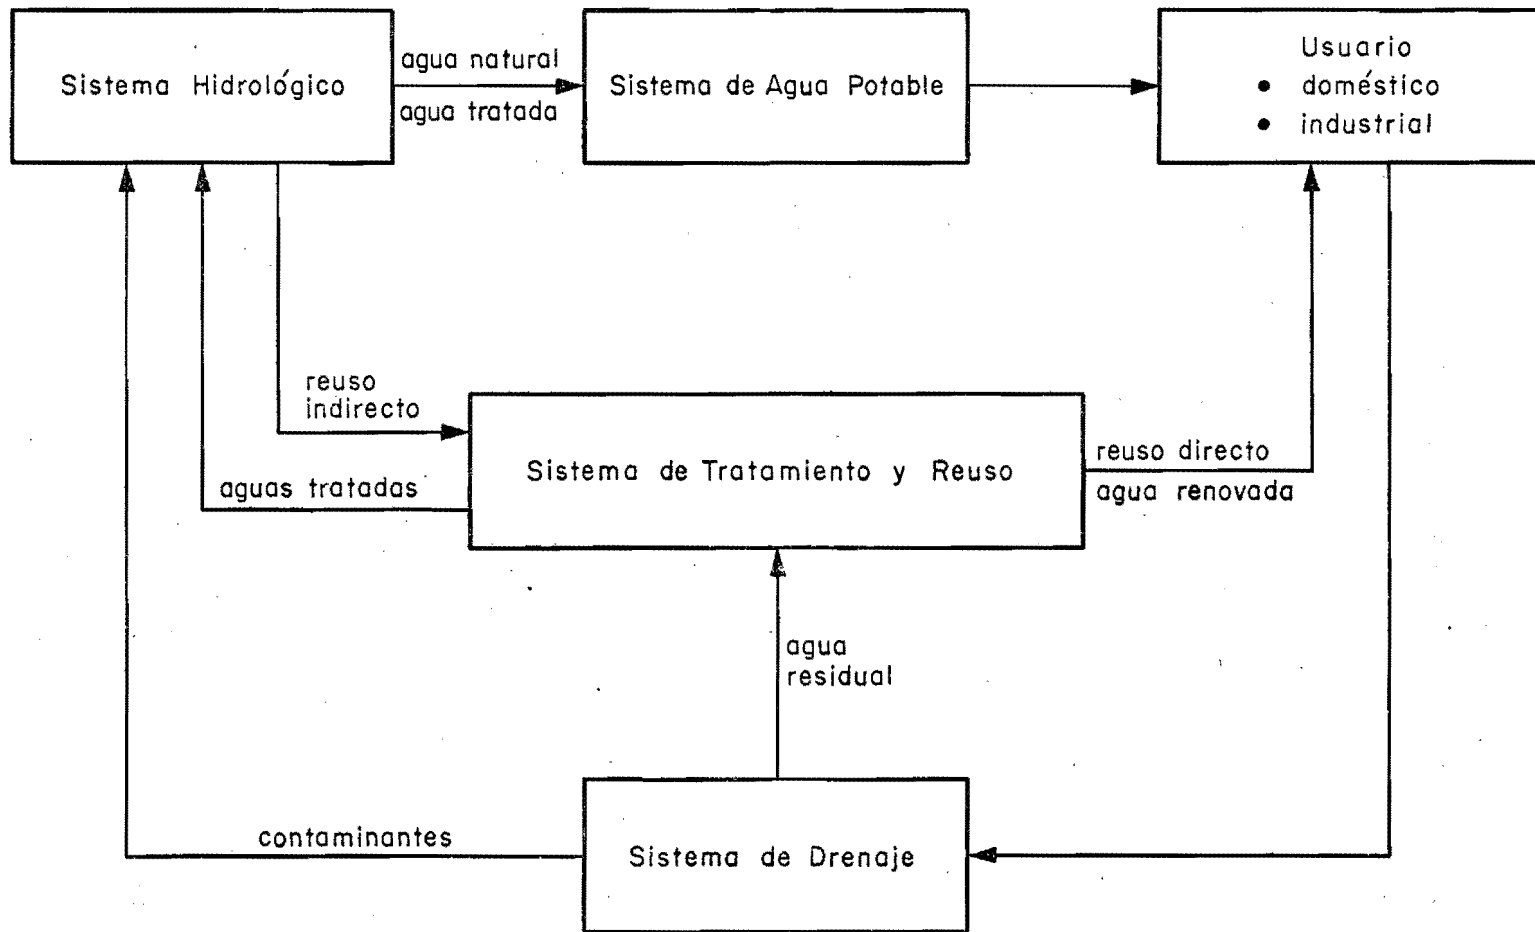 Sistema Hidrológico
agua natural
agua tratada
Sistema de Agua Potable
Usuario
• doméstico
• industrial
reuso
indirecto
Sistema de Tratamiento y Reuso
reuso directo
agua renovada
aguas tratadas
agua
residual
contaminantes
Sistema de Drenaje